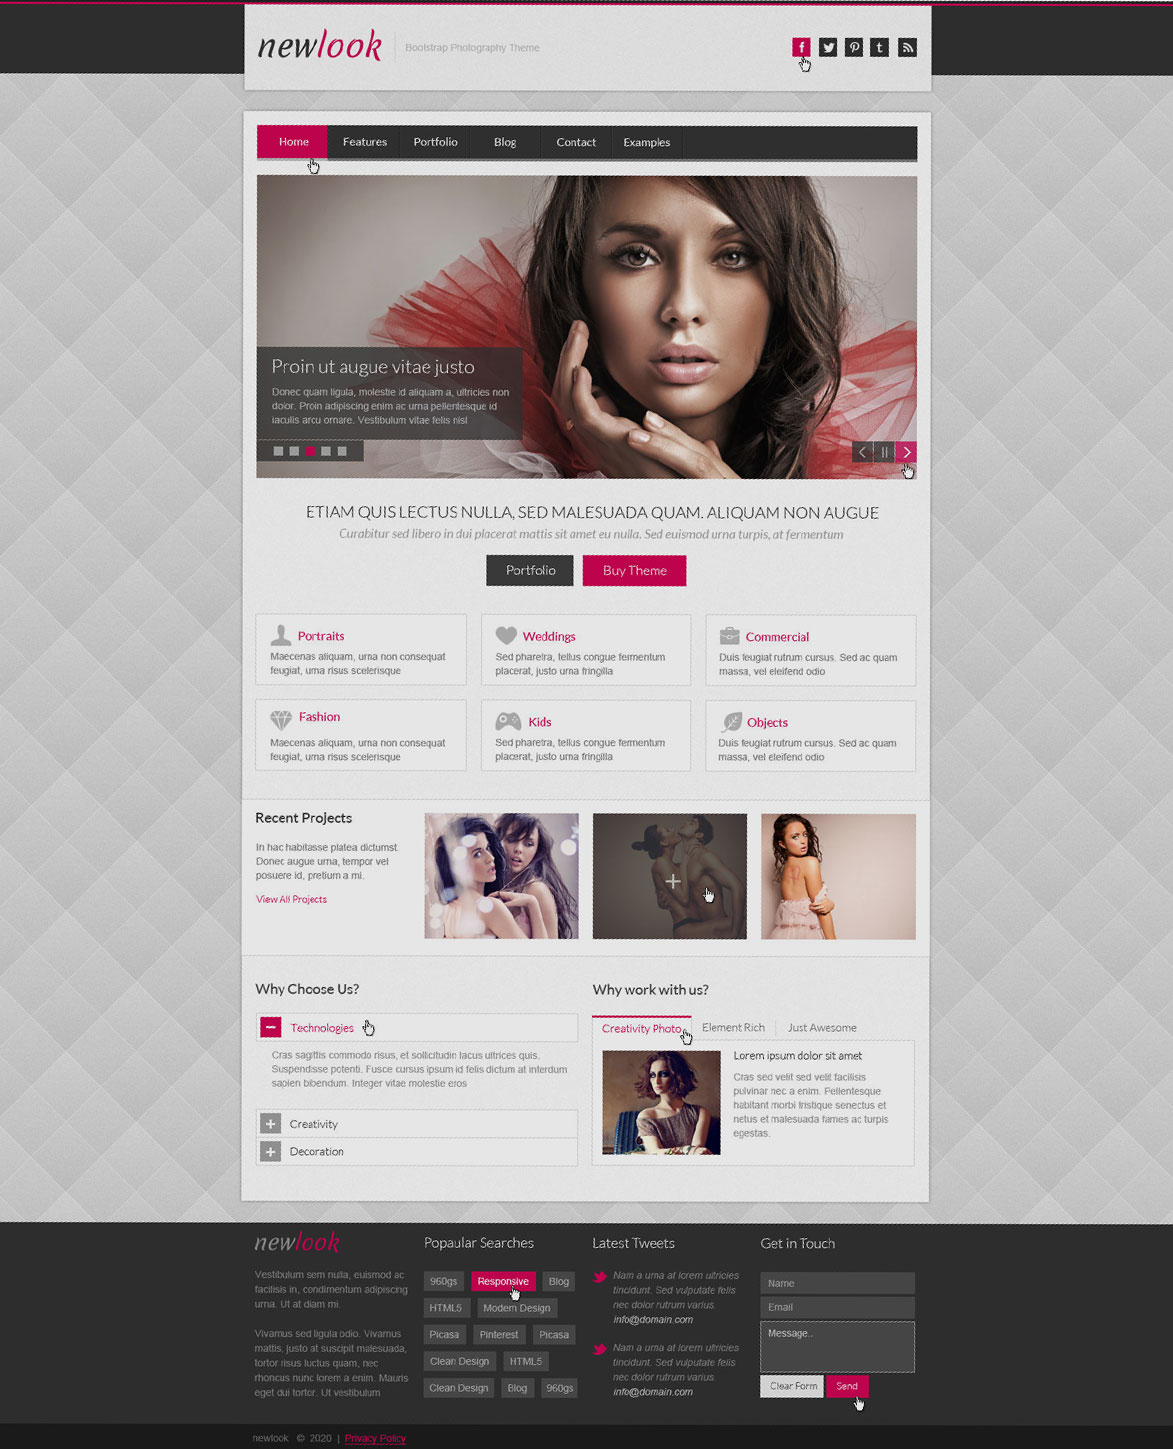 newlook
Bootstrap Photography Theme
Home Features Portfolio Blog Contact Examples
Proin ut augue vitae justo
Donec quam ligula, molestie id aliquam a, ultricies non
dolor. Proin adipiscing enim ac urna pellentesque id
iaculis arcu ornare. Vestibulum vitae felis nisl
ETIAM QUIS LECTUS NULLA, SED MALESUADA QUAM. ALIQUAM NON AUGUE
Curabitur sed libero in dui placerat mattis sit amet eu nulla. Sed euismod urna turpis, at fermentum
Portfolio
Buy Theme
Portraits
Maecenas aliquam, urna non consequat
feugiat, urna risus scelerisque
Weddings
Sed pharetra, tellus congue fermentum
placerat, justo urna fringilla
Commercial
Duis feugiat rutrum cursus. Sed ac quam
massa, vel eleifend odio
Fashion
Maecenas aliquam, urna non consequat
feugiat, urna risus scelerisque
Kids
Sed pharetra, tellus congue fermentum
placerat, justo urna fringilla
Objects
Duis feugiat rutrum cursus. Sed ac quam
massa, vel eleifend odio
Recent Projects
In hac habitasse platea dictumst.
Donec augue urna, tempor vel
posuere id, pretium a mi.
View All Projects
Why Choose Us?
Technologies
Cras sagittis commodo risus, et sollicitudin lacus ultrices quis.
Suspendisse potenti. Fusce cursus ipsum id felis dictum at interdum
sapien bibendum. Integer vitae molestie eros
Creativity
Decoration
Why work with us?
Creativity Photo Element Rich Just Awesome
Lorem ipsum dolor sit amet
Cras sed velit sed velit facilisis
pulvinar nec a enim. Pellentesque
habitant morbi tristique senectus et
netus et malesuada fames ac turpis
egestas.
newlook
Vestibulum sem nulla, euismod ac
facilisis in, condimentum adipiscing
urna. Ut at diam mi.
Vivamus sed ligula odio. Vivamus
mattis, justo at suscipit malesuada,
tortor risus luctus quam, nec
rhoncus nunc lorem a enim. Mauris
eget dui tortor. Ut vestibulum
Popaular Searches
960gs Responsive Blog
HTML5 Modern Design
Picasa Pinterest Picasa
Clean Design HTML5
Clean Design Blog 960gs
Latest Tweets
Nam a urna at lorem ultricies
tincidunt. Sed vulputate felis
nec dolor rutrum varius.
info@domain.com
Nam a urna at lorem ultricies
tincidunt. Sed vulputate felis
nec dolor rutrum varius.
info@domain.com
Get in Touch
Name
Email
Message..
Clear Form Send
newlook © 2020 | Privacy Policy